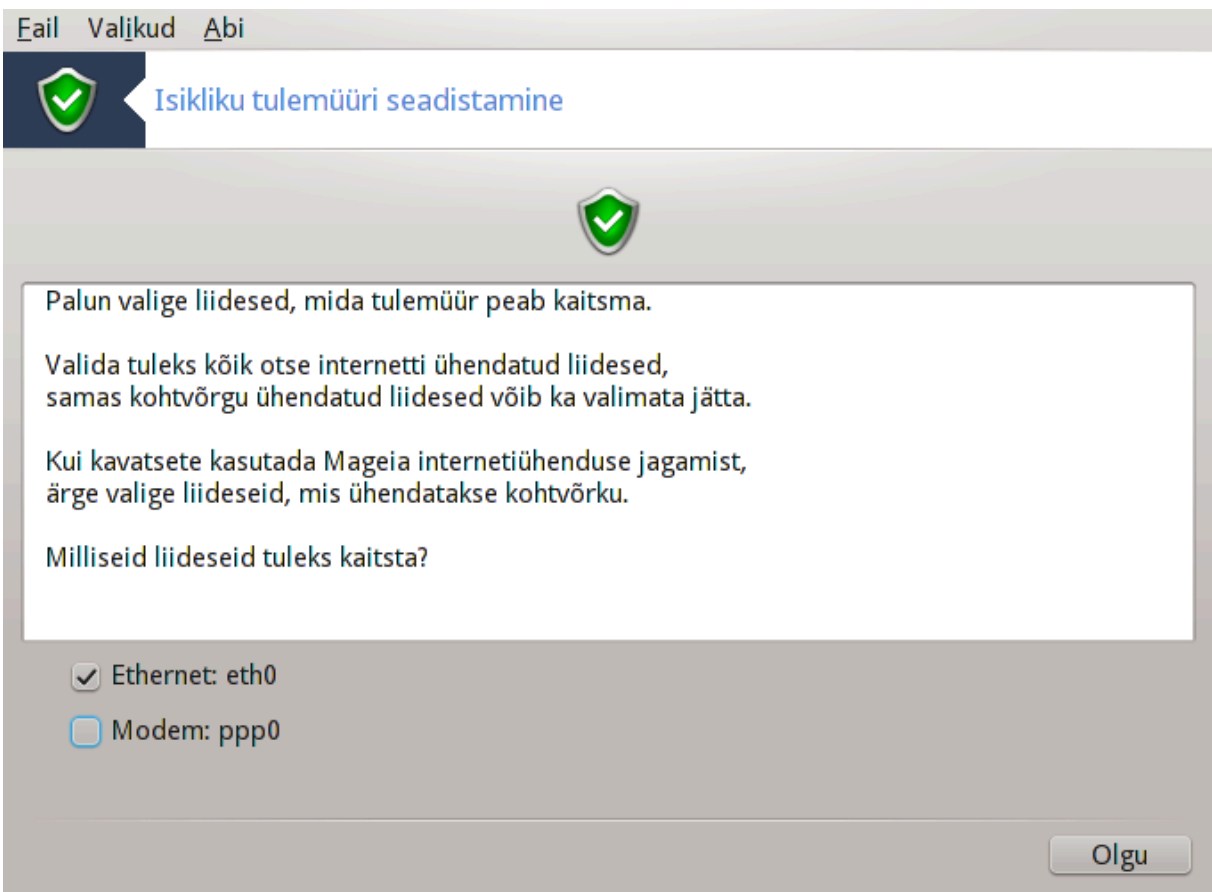 Fail Valikud Abi
Isikliku tulemüüri seadistamine
Palun valige liidesed, mida tulemüür peab kaitsma.
Valida tuleks kõik otse internetti ühendatud liidesed,
samas kohtvõrgu ühendatud liidesed võib ka valimata jätta.
Kui kavatsete kasutada Mageia internetiühenduse jagamist,
ärge valige liideseid, mis ühendatakse kohtvõrku.
Milliseid liideseid tuleks kaitsta?
Ethernet: eth0
Modem: ppp0
Olgu